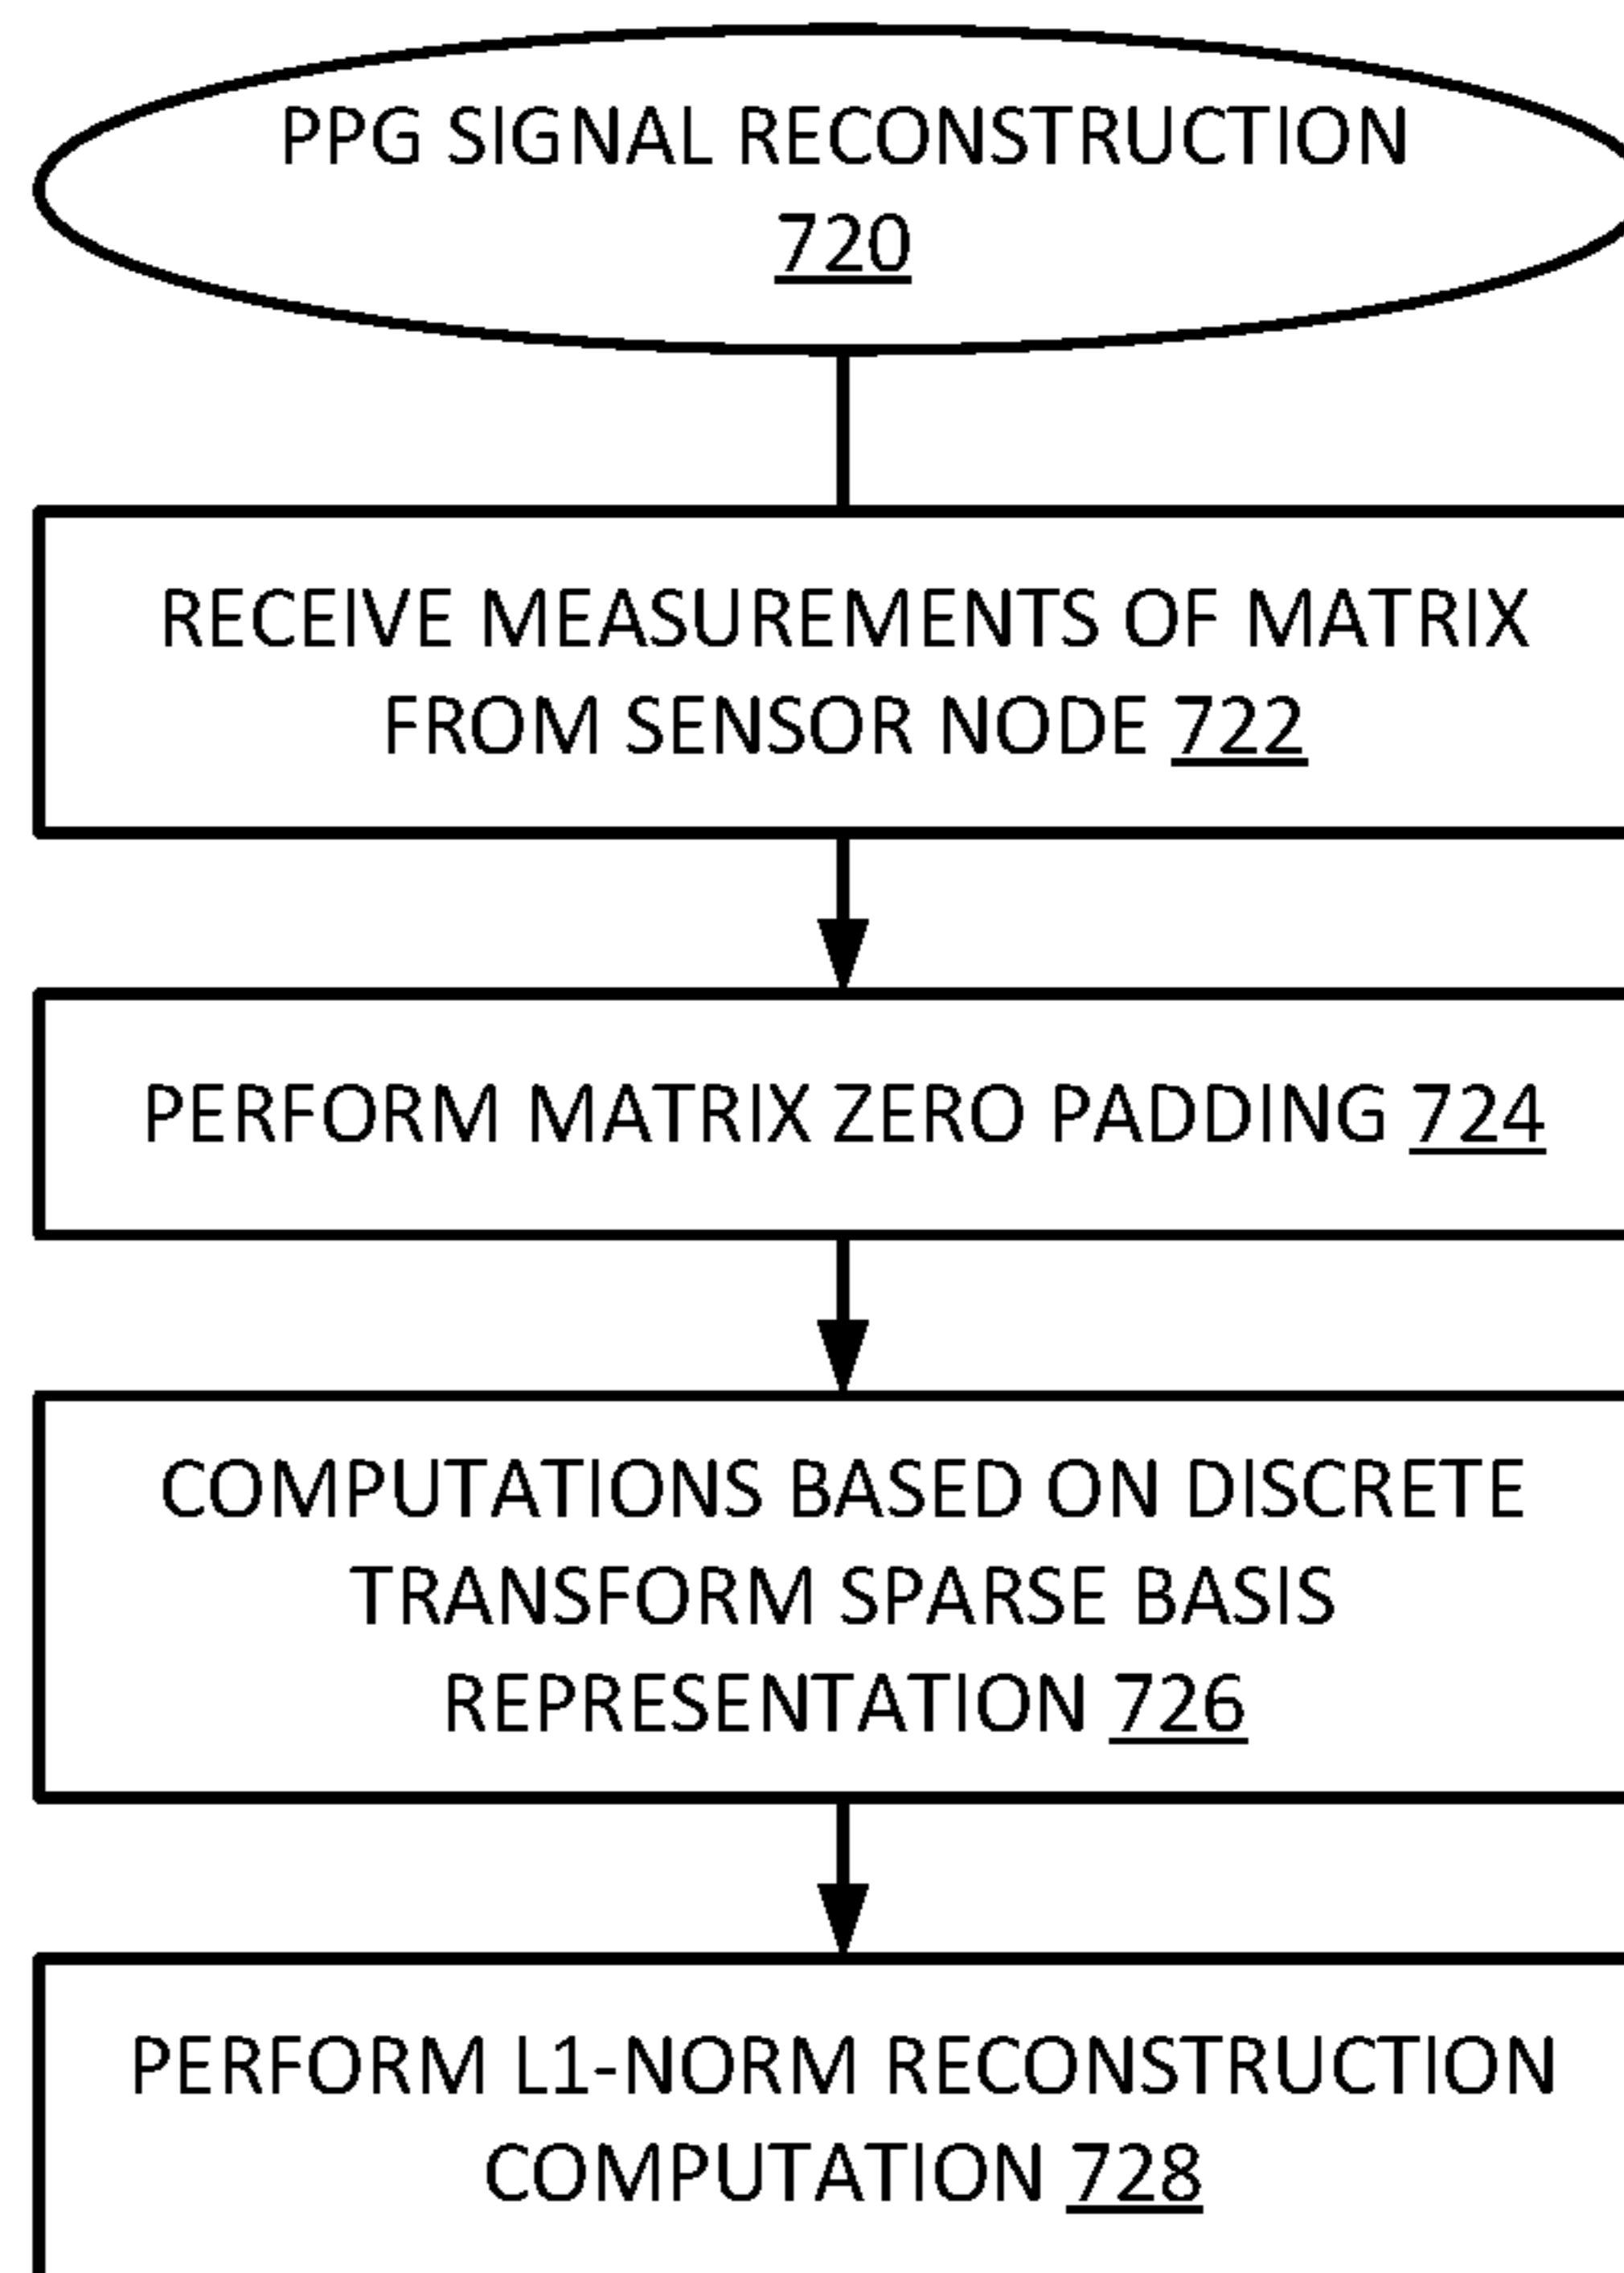 PPG SIGNAL RECONSTRUCTION
720
RECEIVE MEASUREMENTS OF MATRIX
FROM SENSOR NODE 722
PERFORM MATRIX ZERO PADDING 724
COMPUTATIONS BASED ON DISCRETE
TRANSFORM SPARSE BASIS
REPRESENTATION 726
PERFORM L1-NORM RECONSTRUCTION
COMPUTATION 728